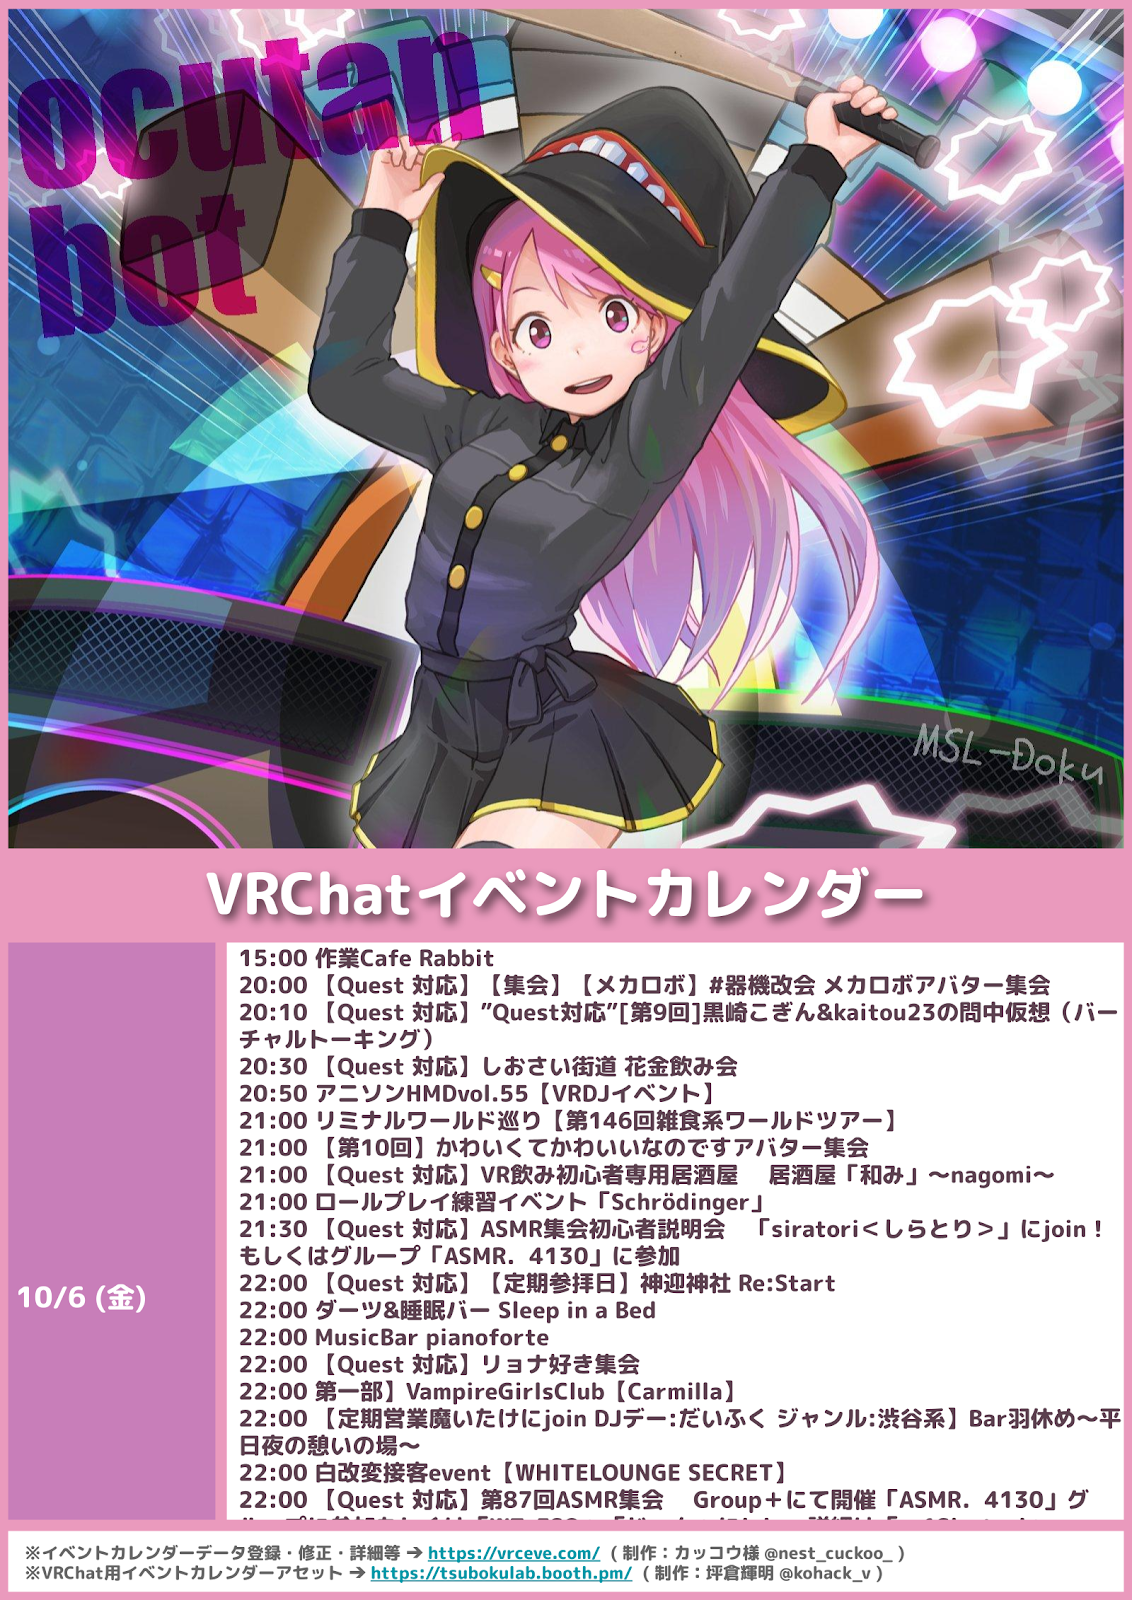 ocutan
bot
MSL-Doku
VRChatイベントカレンダー
10/6 (金)
15:00 作業Cafe Rabbit
20:00 【Quest 対応】【集会】【メカロボ】#器機改会 メカロボアバター集会
20:10 【Quest 対応】”Quest対応”[第9回]黒崎こぎん&kaitou23の間中仮想（バー
チャルトーキング）
20:30 【Quest 対応】しおさい街道 花金飲み会
20:50 アニソンHMDvol.55【VRDJイベント】
21:00 リミナルワールド巡り【第146回雑食系ワールドツアー】
21:00 【第10回】かわいくてかわいいなのですアバター集会
21:00 【Quest 対応】VR飲み初心者専用居酒屋　居酒屋「和み」～nagomi～
21:00 ロールプレイ練習イベント「Schrödinger」
21:30 【Quest 対応】ASMR集会初心者説明会　「siratori＜しらとり＞」にjoin！
もしくはグループ「ASMR．4130」に参加
22:00 【Quest 対応】【定期参拝日】神迎神社 Re:Start
22:00 ダーツ&睡眠バー Sleep in a Bed
22:00 MusicBar pianoforte
22:00 【Quest 対応】リョナ好き集会
22:00 第一部】VampireGirlsClub【Carmilla】
22:00 【定期営業魔いたけにjoin DJデー:だいふく ジャンル:渋谷系】Bar羽休め～平
日夜の憩いの場～
22:00 白改変接客event【WHITELOUNGE SECRET】
22:00 【Quest 対応】第87回ASMR集会　Group＋にて開催「ASMR．4130」グ
※イベントカレンダーデータ登録・修正・詳細等 ➔ https://vrceve.com/ ( 制作：カッコウ様 @nest_cuckoo_ )
※VRChat用イベントカレンダーアセット ➔ https://tsubokulab.booth.pm/ ( 制作：坪倉輝明 @kohack_v )